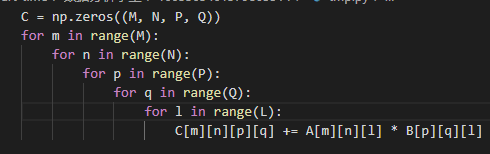 C = np.zeros((M, N, P, Q))
for m in range(M):
    for n in range(N):
        for p in range(P):
            for q in range(Q):
                for l in range(L):
                    C[m][n][p][q] += A[m][n][l] * B[p][q][l]